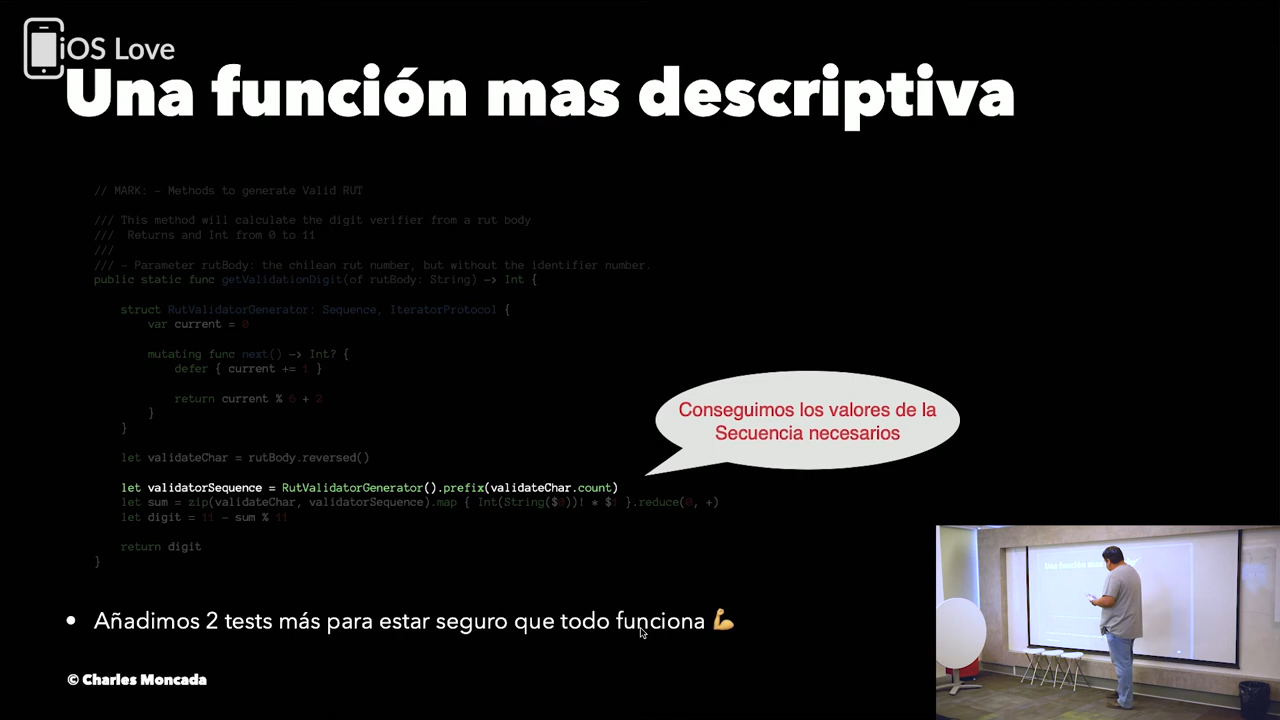 iOS Love
Una función mas descriptiva
// MARK: - Methods to generate Valid RUT
/// This method will calculate the digit verifier from a rut body
///  Returns and Int from 0 to 11
///
/// - Parameter rutBody: the chilean rut number, but without the identifier number.
public static func getValidationDigit(of rutBody: String) -> Int {
struct RutValidatorGenerator: Sequence, IteratorProtocol {
var current = 0
mutating func next() -> Int? {
defer { current += 1 }
return current % 6 + 2
}
}
let validateChar = rutBody.reversed()
let validatorSequence = RutValidatorGenerator().prefix(validateChar.count)
let sum = zip(validateChar, validatorSequence).map { Int(String($0))! * $1 }.reduce(0, +)
let digit = 11 - sum % 11
return digit
}
Conseguimos los valores de la
Secuencia necesarios
• Añadimos 2 tests más para estar seguro que todo funciona 💪
© Charles Moncada
Una función mas